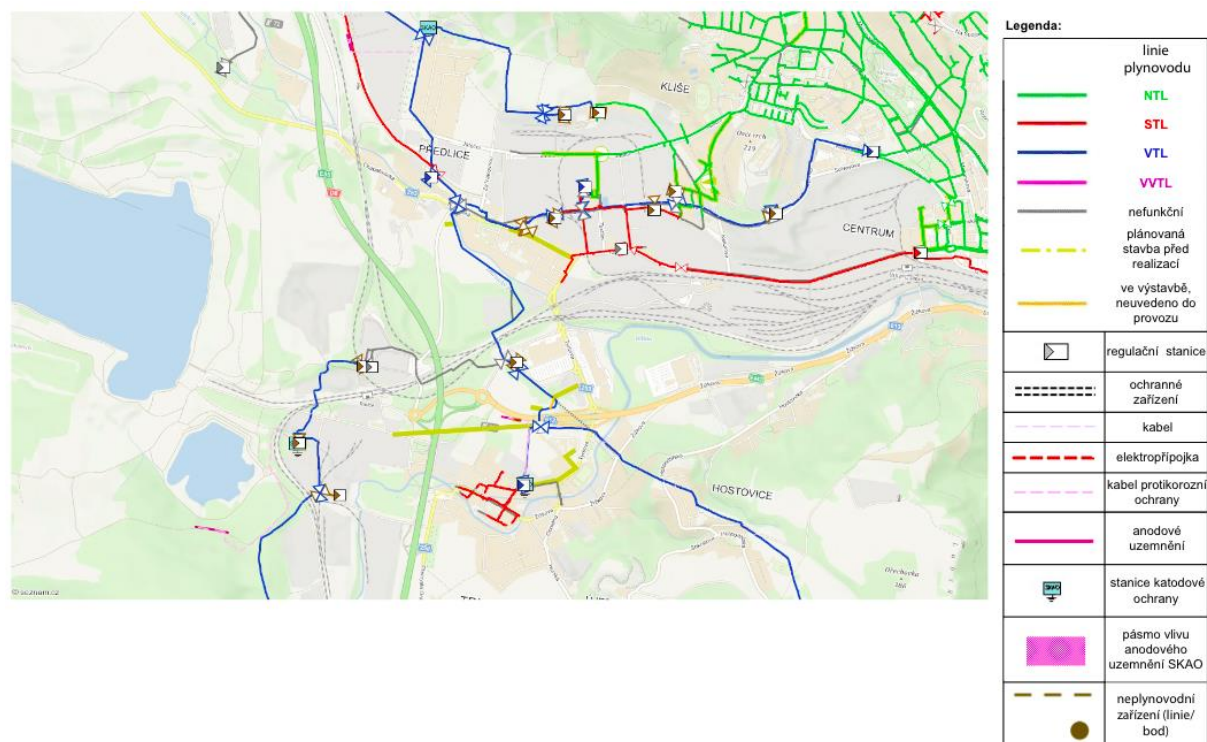 SKAO
KLIŠE
PŘEDLICE
CENTRUM
HOSTOVICE
© seznam.cz
Legenda:
linie
plynovodu
NTL
STL
VTL
VVTL
nefunkční
plánovaná
stavba před
realizací
ve výstavbě,
neuvedeno do
provozu
regulační stanice
ochranné
zařízení
kabel
elektropřípojka
kabel protikorozní
ochrany
anodové
uzemnění
SKAO
stanice katodové
ochrany
pásmo vlivu
anodového
uzemnění SKAO
neplynovodní
zařízení (linie/
bod)